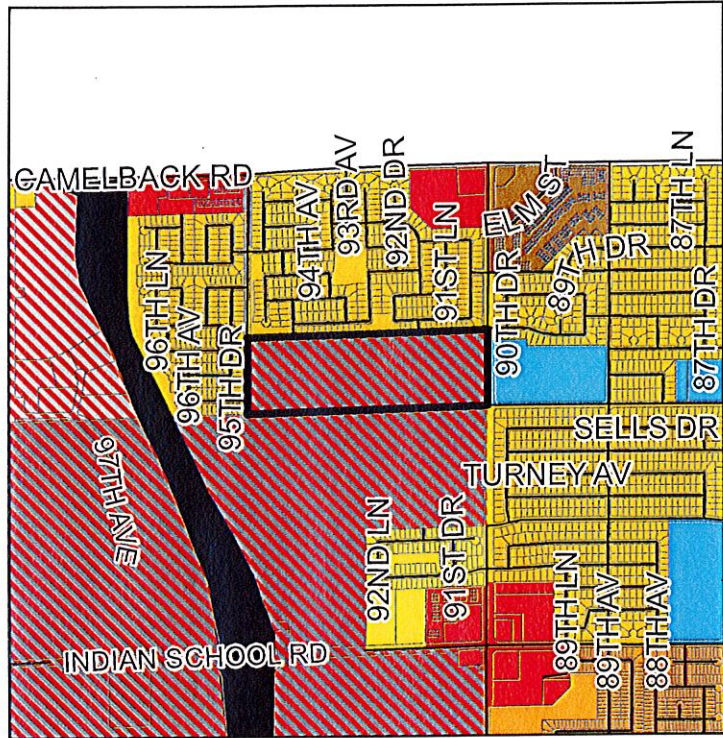 CAMELBACK RD
94TH AV
93RD AV
92ND DR
91ST LN
ELM ST
89TH DR
87TH LN
96TH LN
96TH AV
95TH DR
90TH DR
87TH DR
SELLS DR
97TH AVE
TURNEY AV
92ND LN
91ST DR
89TH LN
89TH AV
88TH AV
INDIAN SCHOOL RD